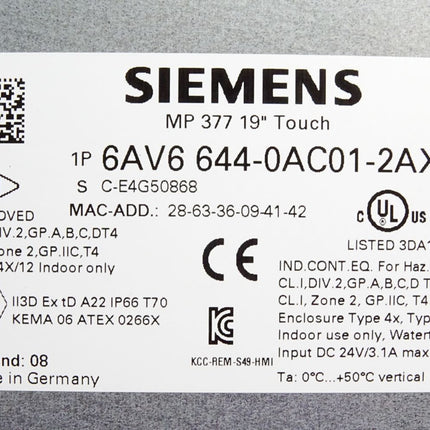 SIEMENS
MP 377 19" Touch
1P 6AV6 644-0AC01-2AX
S C-E4G50868
MAC-ADD.: 28-63-36-09-41-42
C UL US
LISTED 3DA1
OVED
DIV.2,GP.A,B,C,DT4
one 2,GP.IIC,T4
4X/12 Indoor only
CE
IND.CONT.EQ. For Haz.
CL.I,DIV.2,GP.A,B,C,D T
CL.I, Zone 2, GP.IIC, T4
Enclosure Type 4x, Typ
Indoor use only, Watert
Input DC 24V/3.1A max
II3D Ex tD A22 IP66 T70
KEMA 06 ATEX 0266X
KCC-REM-S49-HMI
nd: 08
e in Germany
Ta: 0°C...+50°C vertical